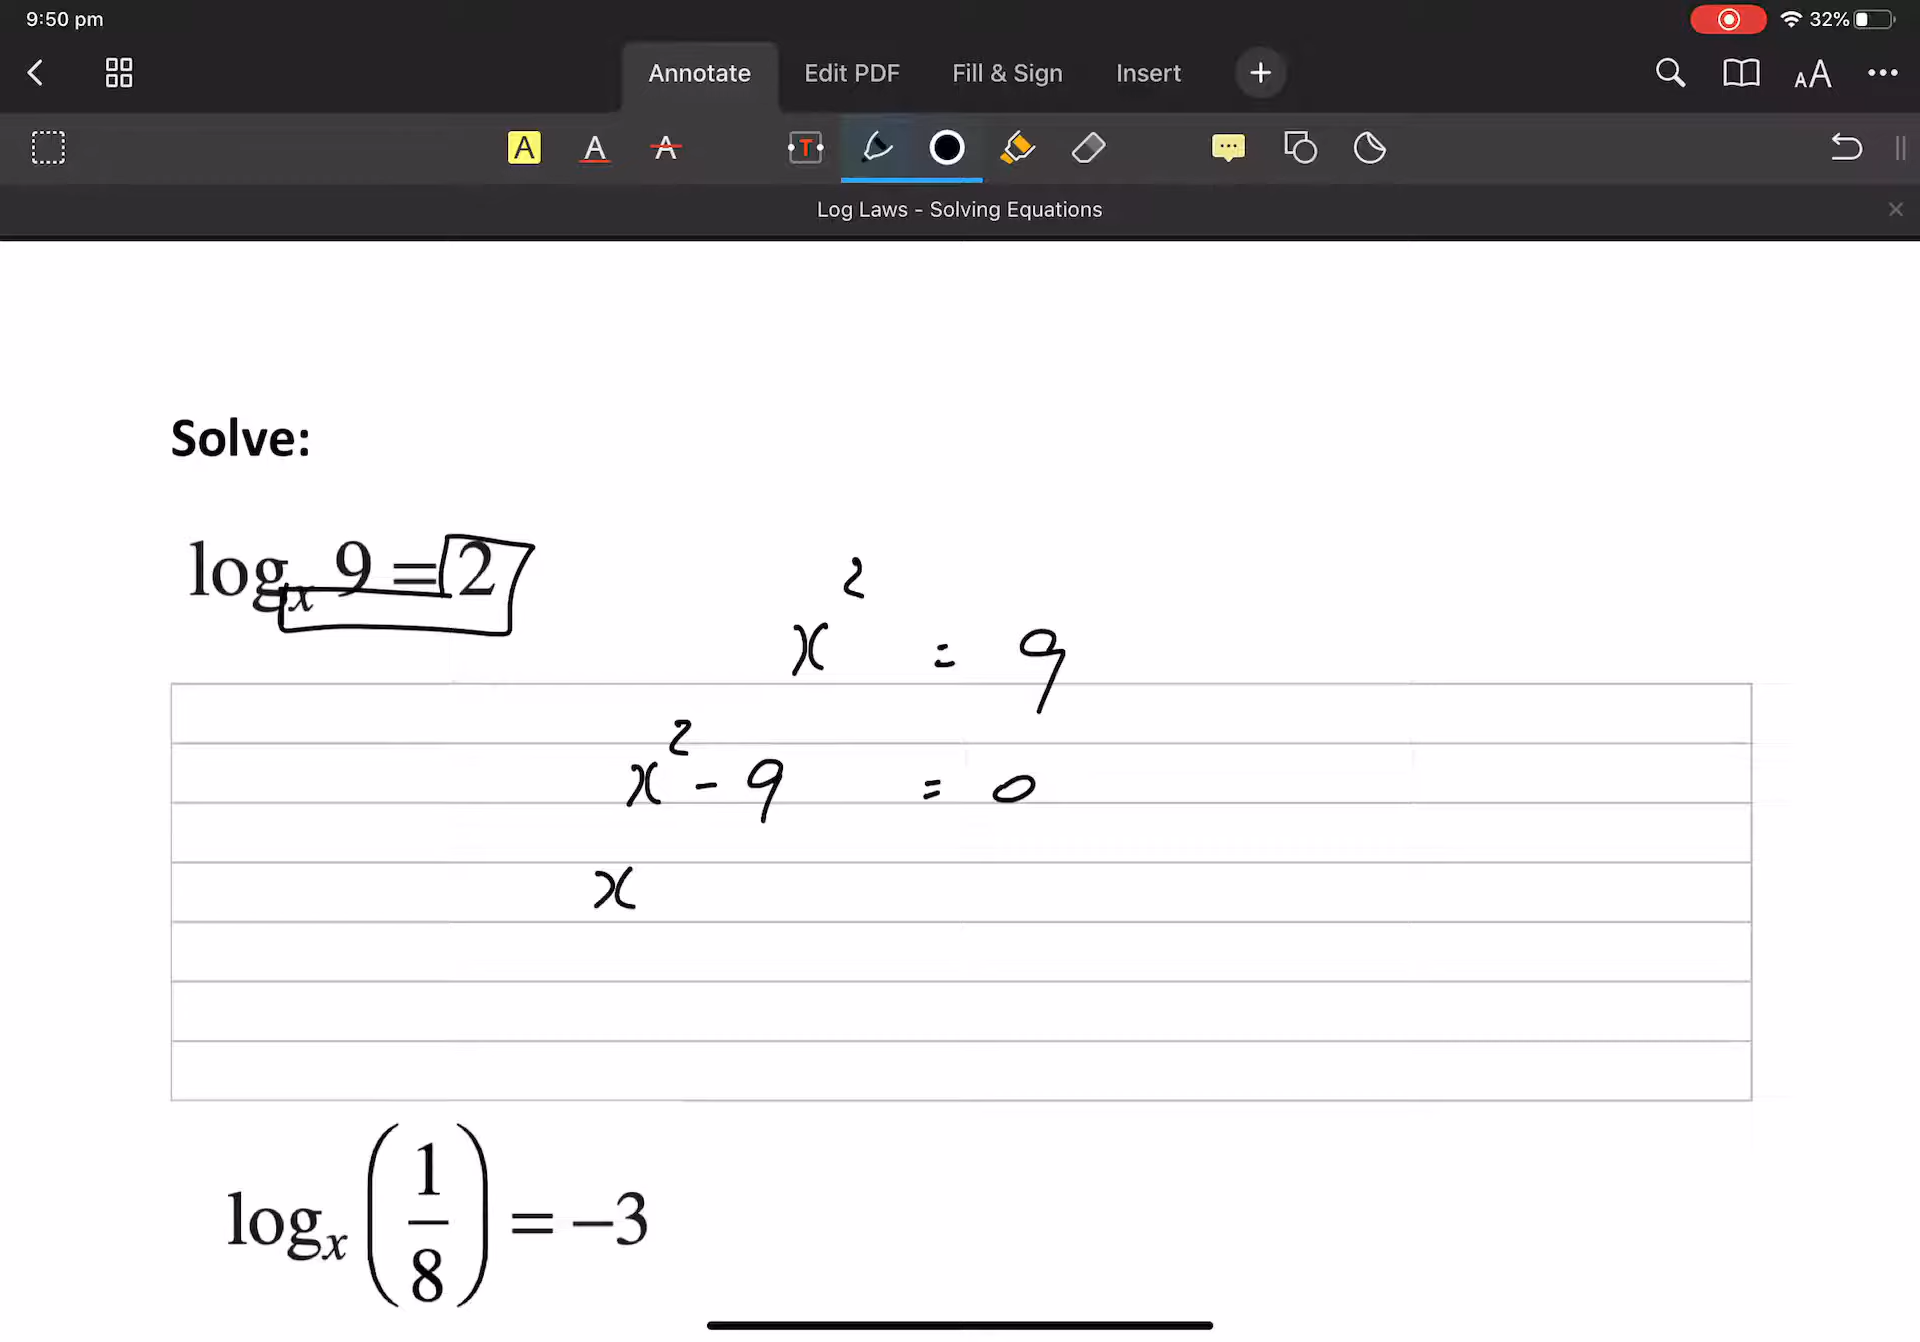 9:50 pm
32%
Annotate Edit PDF Fill & Sign Insert +
AA
A A A T
Log Laws - Solving Equations
Solve:
logₓ 9 = 2
x² = 9
x² - 9 = 0
x
logₓ (1/8) = −3